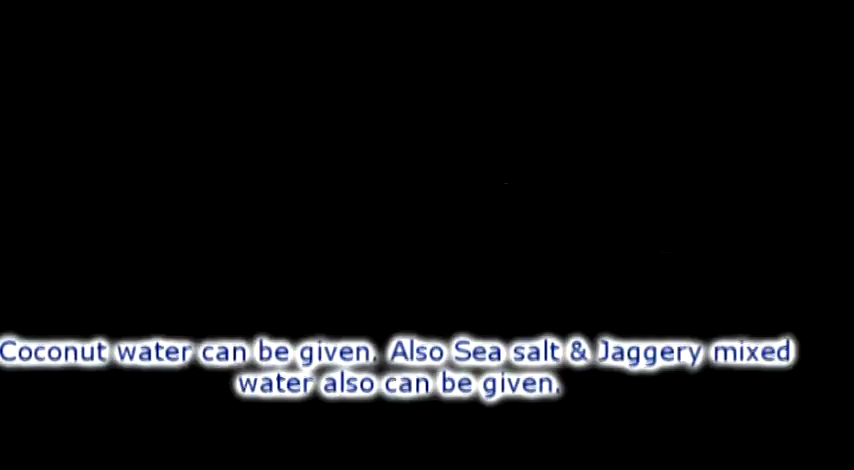 Coconut water can be given. Also Sea salt & Jaggery mixed
water also can be given.